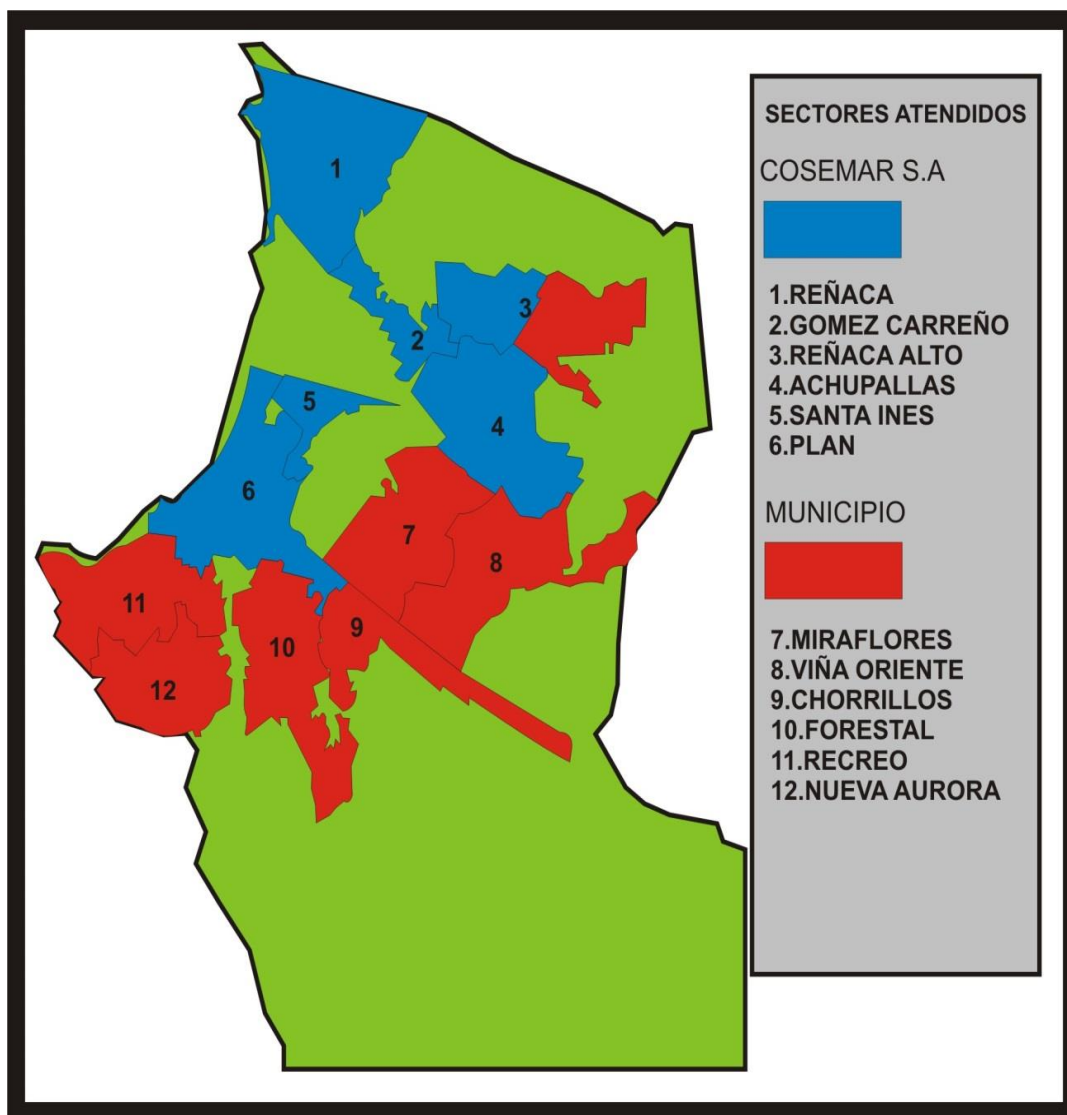 SECTORES ATENDIDOS
COSEMAR S.A
1.REÑACA
2.GOMEZ CARREÑO
3.REÑACA ALTO
4.ACHUPALLAS
5.SANTA INES
6.PLAN
MUNICIPIO
7.MIRAFLORES
8.VIÑA ORIENTE
9.CHORRILLOS
10.FORESTAL
11.RECREO
12.NUEVA AURORA
1
2
3
4
5
6
7
8
9
10
11
12